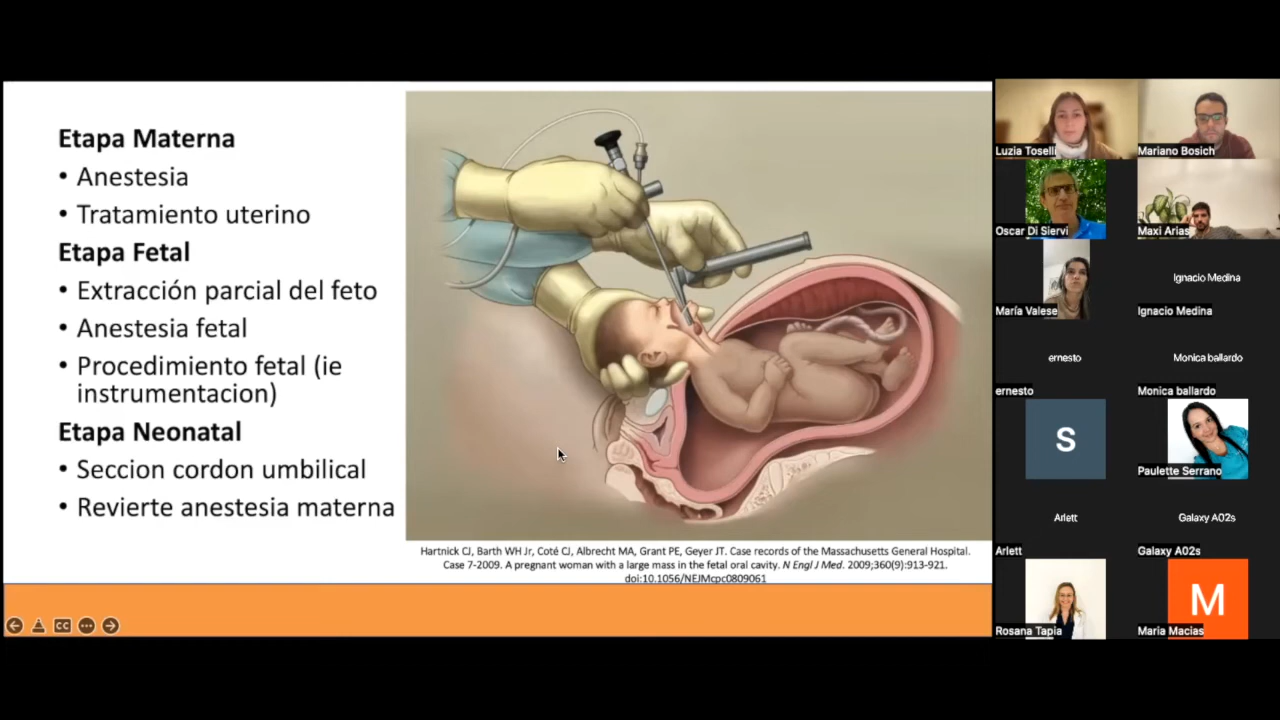 Etapa Materna
• Anestesia
• Tratamiento uterino
Etapa Fetal
• Extracción parcial del feto
• Anestesia fetal
• Procedimiento fetal (ie
instrumentacion)
Etapa Neonatal
• Seccion cordon umbilical
• Revierte anestesia materna
Hartnick CJ, Barth WH Jr, Coté CJ, Albrecht MA, Grant PE, Geyer JT. Case records of the Massachusetts General Hospital.
Case 7-2009. A pregnant woman with a large mass in the fetal oral cavity. N Engl J Med. 2009;360(9):913-921.
doi:10.1056/NEJMcpc0809061
CC
Luzia Toselli
Mariano Bosich
Oscar Di Siervi
Maxi Arias
María Valese
Ignacio Medina
Ignacio Medina
ernesto
Monica ballardo
ernesto
Monica ballardo
S
Paulette Serrano
Arlett
Galaxy A02s
Arlett
Galaxy A02s
Rosana Tapia
M
Maria Macias